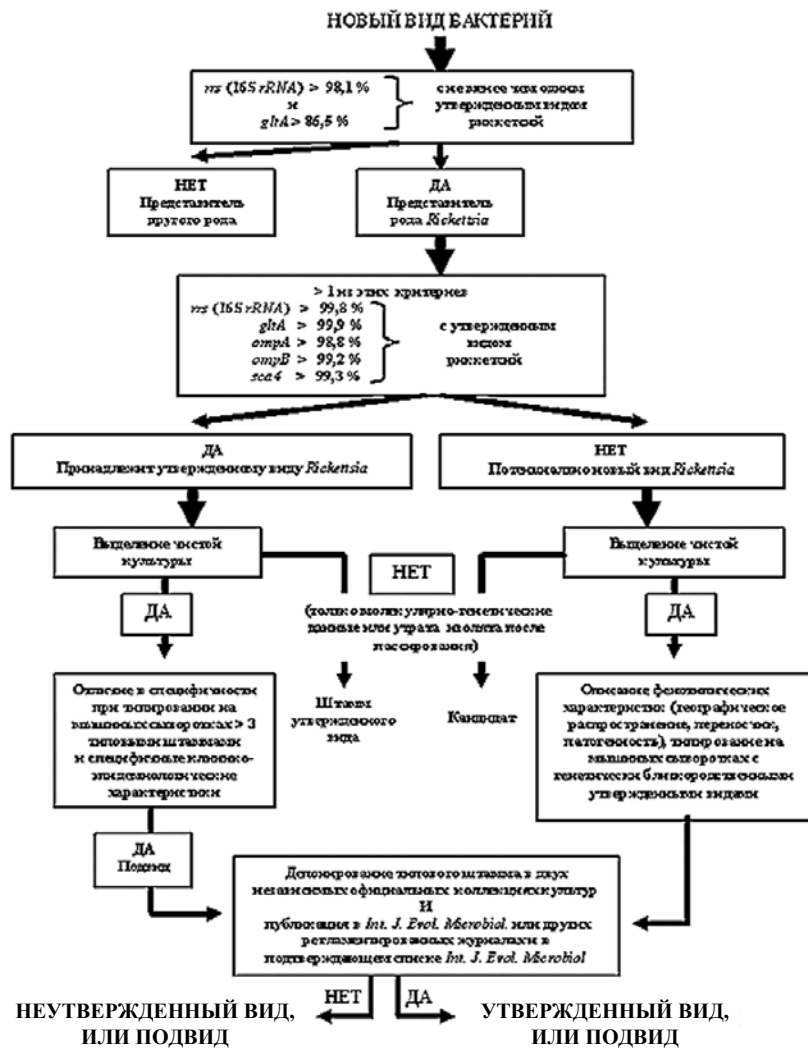 НОВЫЙ ВИД БАКТЕРИЙ
rrs (16S rRNA) > 98,1 %
и
gltA > 86,5 %
с не менее чем одним
утвержденным видом
риккетсий
НЕТ
Представитель
другого рода
ДА
Представитель
рода Rickettsia
> 1 из этих критериев
rrs (16S rRNA) > 99,8 %
gltA > 99,9 %
ompA > 98,8 %
ompB > 99,2 %
sca4 > 99,3 %
с утвержденным
видом
риккетсий
ДА
Принадлежит утвержденному виду Rickettsia
НЕТ
Потенциально новый вид Rickettsia
Выделение чистой
культуры
НЕТ
Выделение чистой
культуры
ДА
(только молекулярно-генетические
данные или утрата изолята после
пассирования)
ДА
Отличие в специфичности
при типировании на
мышиных сыворотках > 3
типовыми штаммами
и специфичные клинико-
эпидемиологические
характеристики
Штамм
утвержденного
вида
Кандидат
Описание фенотипических
характеристик (географическое
распространение, переносчик,
патогенность), типирование на
мышиных сыворотках с
генетически близкородственными
утвержденными видами
ДА
Подвид
Депонирование типового штамма в двух
независимых официальных коллекциях культур
И
публикация в Int. J. Evol. Microbiol. или других
регламентированных журналах и в
подтверждающем списке Int. J. Evol. Microbiol
НЕТ
ДА
НЕУТВЕРЖДЕННЫЙ ВИД,
ИЛИ ПОДВИД
УТВЕРЖДЕННЫЙ ВИД,
ИЛИ ПОДВИД